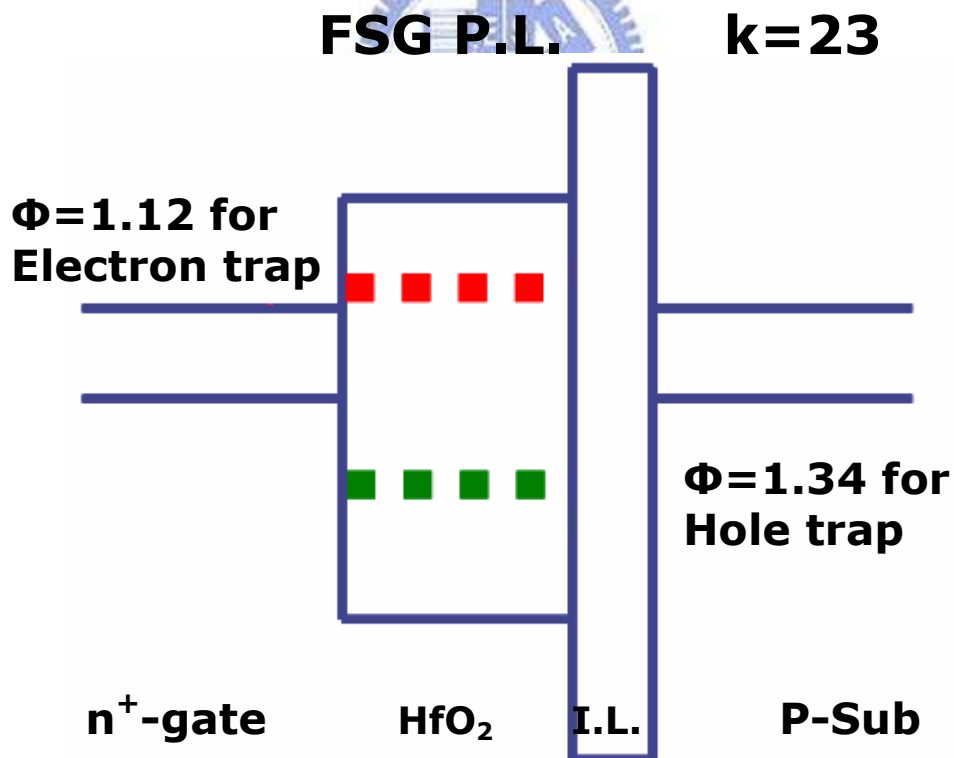 FSG P.L. k=23
Φ=1.12 for
Electron trap
Φ=1.34 for
Hole trap
n⁺-gate HfO₂ I.L. P-Sub